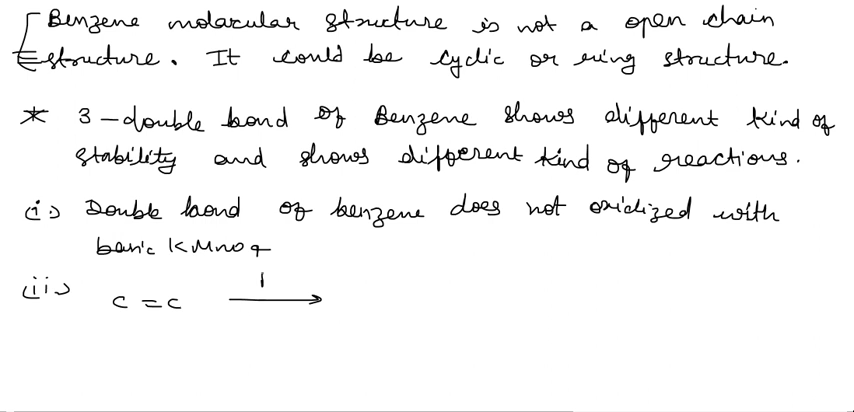 Benzene molacular structure is not a open chain
structure. It could be cyclic or ring structure.
* 3-double bond of Benzene shows different kind of
stability and shows different kind of reactions.
(i) Double bond of benzene does not oxidized with
basic KMnO4
(ii) C = C